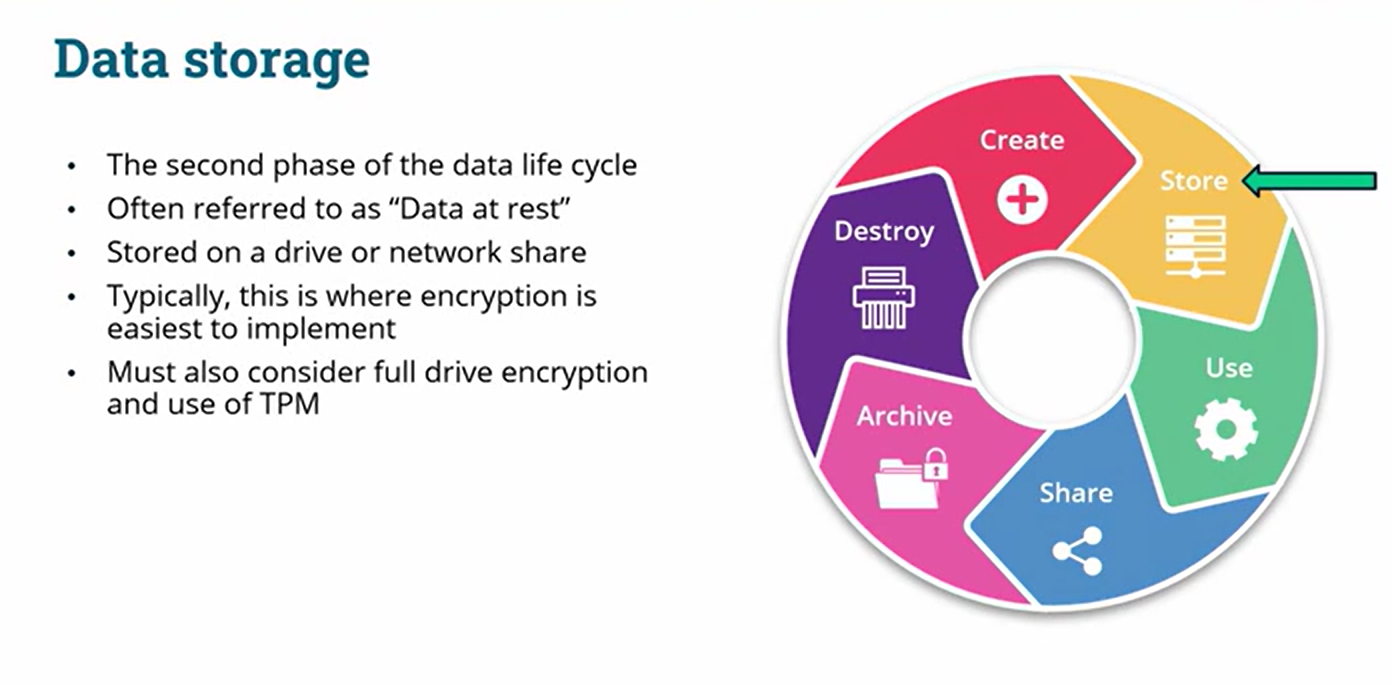 Data storage
• The second phase of the data life cycle
• Often referred to as “Data at rest”
• Stored on a drive or network share
• Typically, this is where encryption is
easiest to implement
• Must also consider full drive encryption
and use of TPM
Create
Store
Use
Share
Archive
Destroy